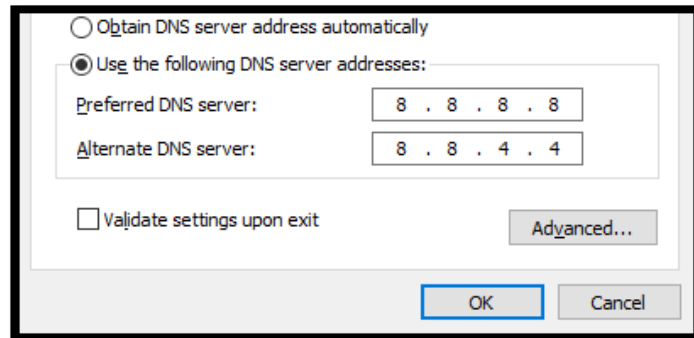 Obtain DNS server address automatically
Use the following DNS server addresses:
Preferred DNS server: 8 . 8 . 8 . 8
Alternate DNS server: 8 . 8 . 4 . 4
Validate settings upon exit
Advanced...
OK Cancel